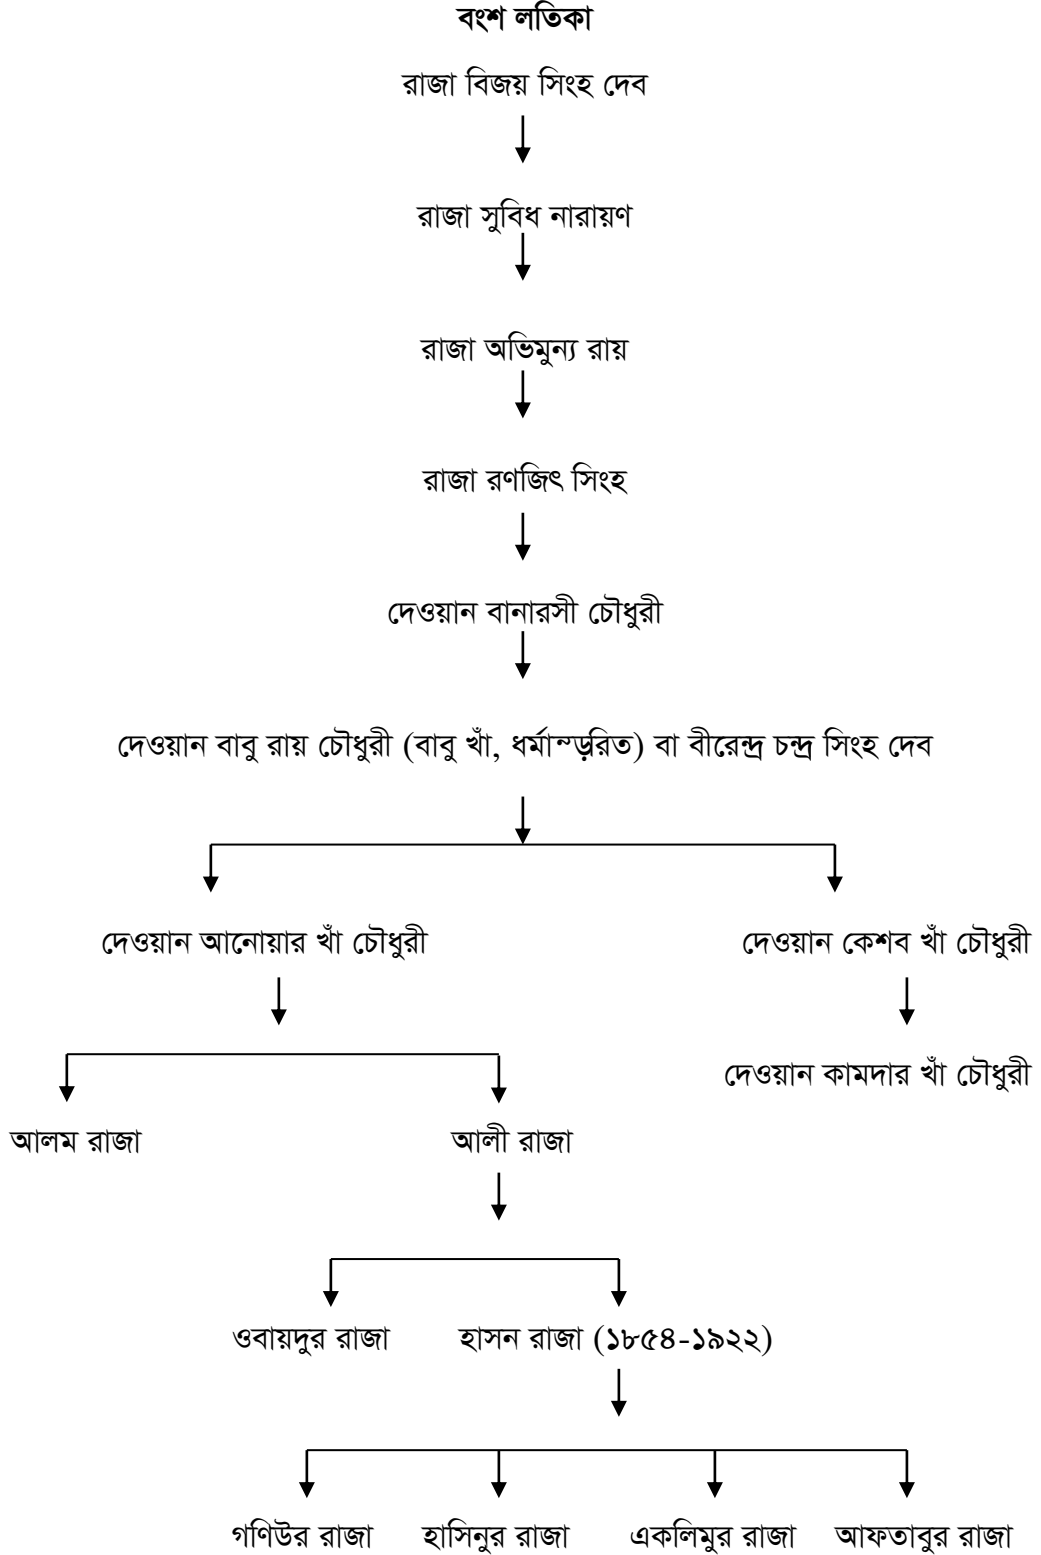 বংশ লতিকা
রাজা বিজয় সিংহ দেব
রাজা সুবিধ নারায়ণ
রাজা অভিমুন্য রায়
রাজা রণজিৎ সিংহ
দেওয়ান বানারসী চৌধুরী
দেওয়ান বাবু রায় চৌধুরী (বাবু খাঁ, ধর্মান্ড়রিত) বা বীরেন্দ্র চন্দ্র সিংহ দেব
দেওয়ান আনোয়ার খাঁ চৌধুরী দেওয়ান কেশব খাঁ চৌধুরী
দেওয়ান কামদার খাঁ চৌধুরী
আলম রাজা আলী রাজা
ওবায়দুর রাজা হাসন রাজা (১৮৫৪-১৯২২)
গণিউর রাজা হাসিনুর রাজা একলিমুর রাজা আফতাবুর রাজা